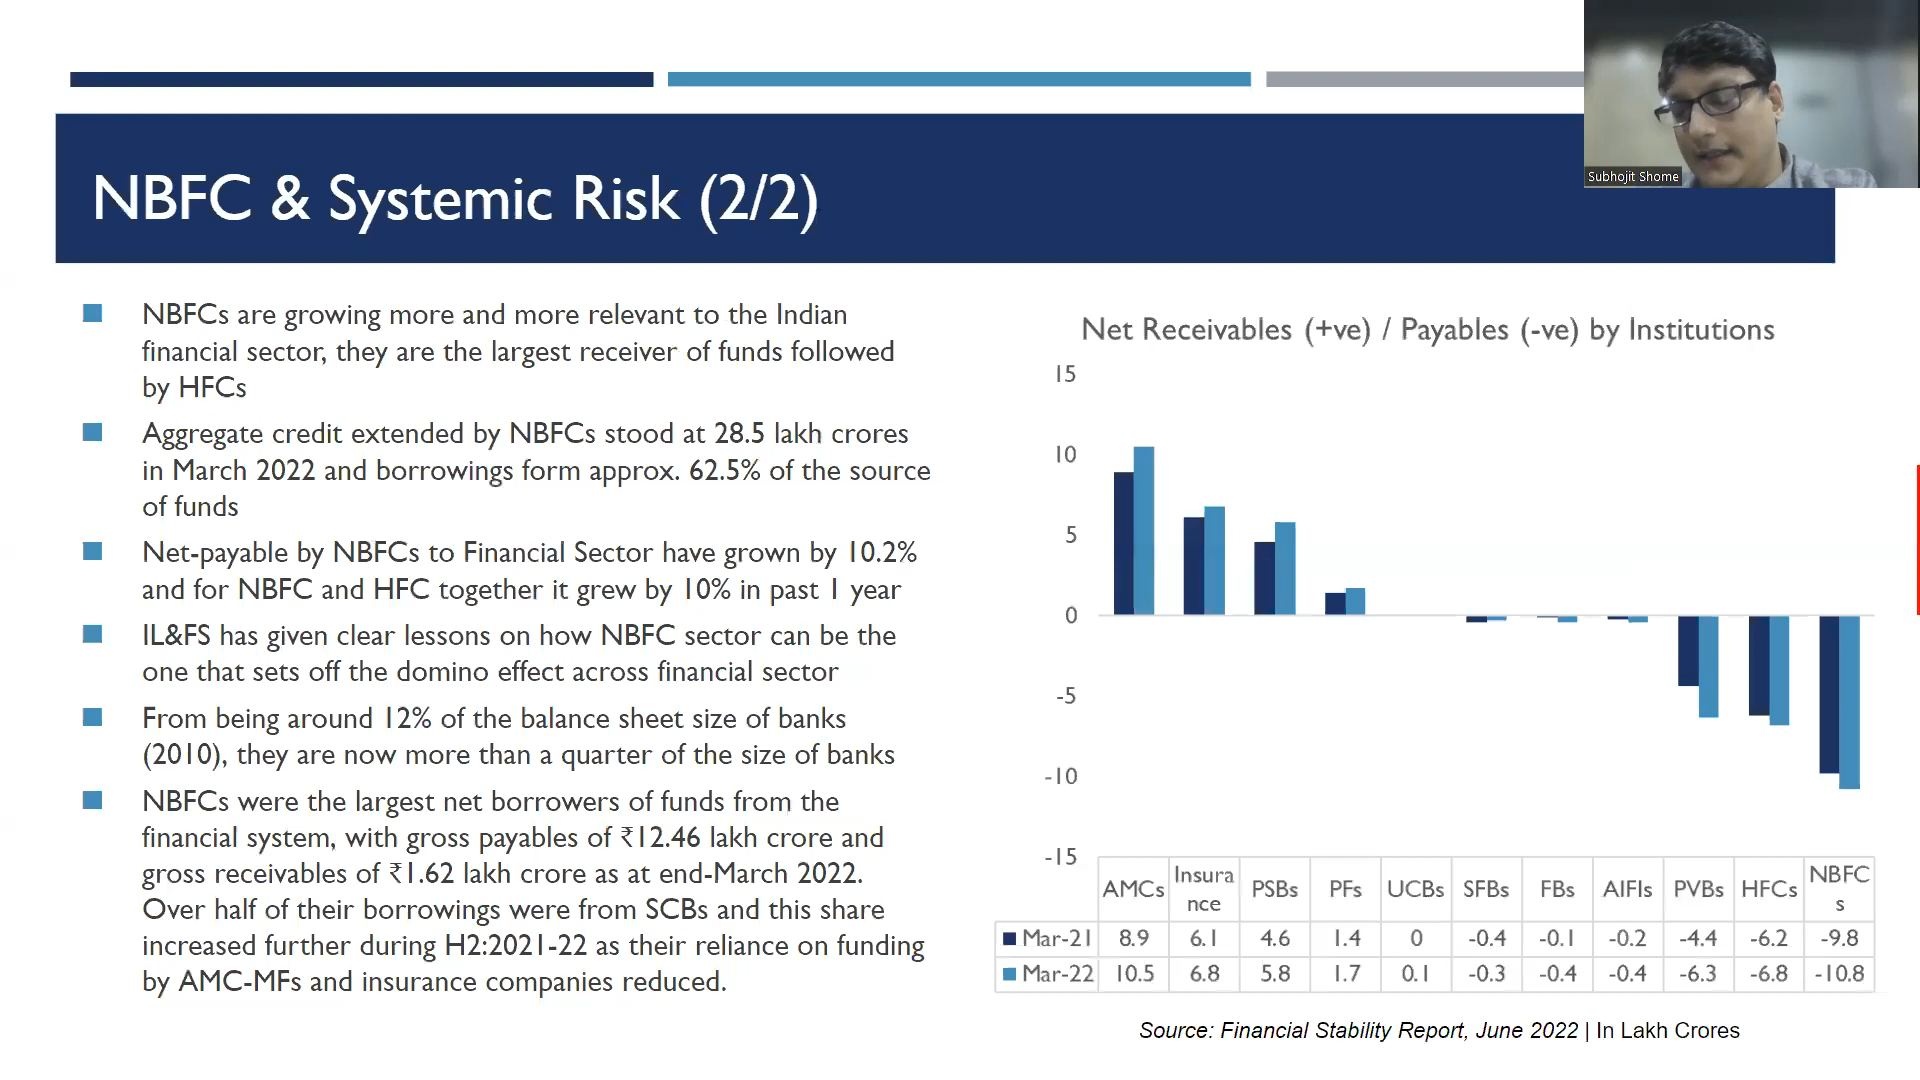 Subhojit Shome
NBFC & Systemic Risk (2/2)
NBFCs are growing more and more relevant to the Indian
financial sector, they are the largest receiver of funds followed
by HFCs
Aggregate credit extended by NBFCs stood at 28.5 lakh crores
in March 2022 and borrowings form approx. 62.5% of the source
of funds
Net-payable by NBFCs to Financial Sector have grown by 10.2%
and for NBFC and HFC together it grew by 10% in past 1 year
IL&FS has given clear lessons on how NBFC sector can be the
one that sets off the domino effect across financial sector
From being around 12% of the balance sheet size of banks
(2010), they are now more than a quarter of the size of banks
NBFCs were the largest net borrowers of funds from the
financial system, with gross payables of ₹12.46 lakh crore and
gross receivables of ₹1.62 lakh crore as at end-March 2022.
Over half of their borrowings were from SCBs and this share
increased further during H2:2021-22 as their reliance on funding
by AMC-MFs and insurance companies reduced.
Net Receivables (+ve) / Payables (-ve) by Institutions
15
10
5
0
-5
-10
-15
AMCs Insura nce PSBs PFs UCBs SFBs FBs AIFIs PVBs HFCs NBFC s
Mar-21 8.9 6.1 4.6 1.4 0 -0.4 -0.1 -0.2 -4.4 -6.2 -9.8
Mar-22 10.5 6.8 5.8 1.7 0.1 -0.3 -0.4 -0.4 -6.3 -6.8 -10.8
Source: Financial Stability Report, June 2022 | In Lakh Crores